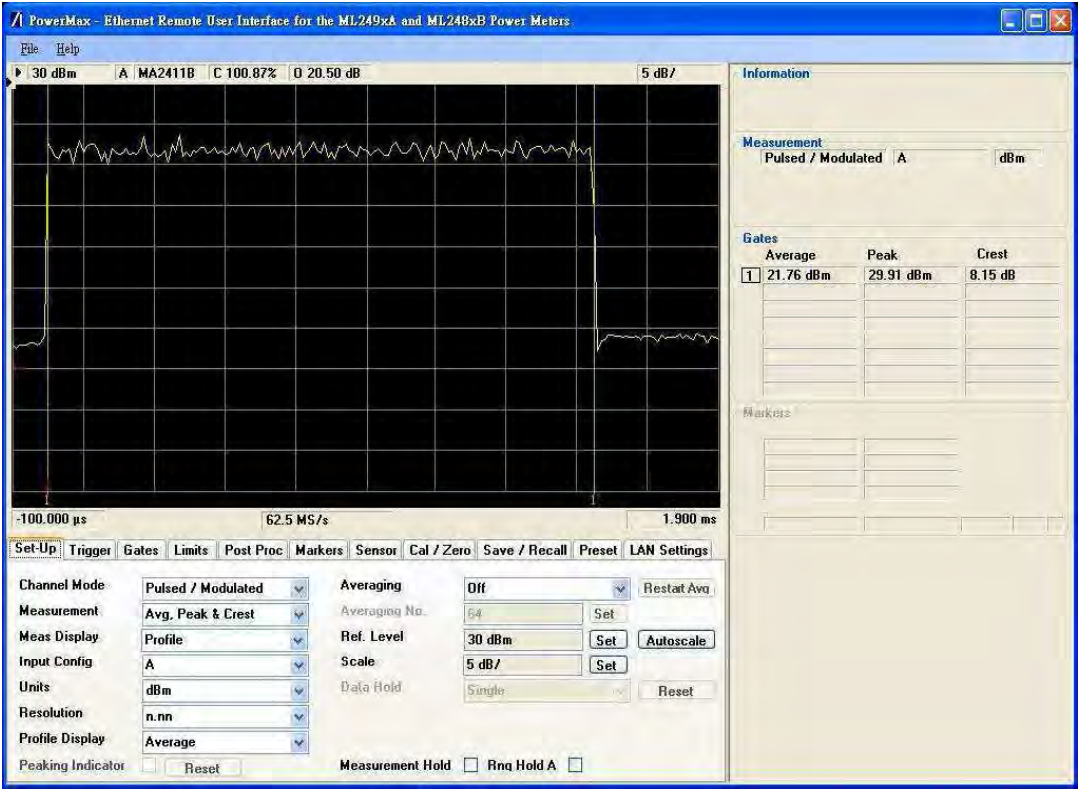 PowerMax - Ethernet Remote User Interface for the ML249xA and ML248xB Power Meters
File Help
30 dBm A MA2411B C 100.87% O 20.50 dB 5 dB/
1 1
-100.000 µs 62.5 MS/s 1.900 ms
Information
Measurement
Pulsed / Modulated A dBm
Gates
Average Peak Crest
1 21.76 dBm 29.91 dBm 8.15 dB
Markers
Set-Up Trigger Gates Limits Post Proc Markers Sensor Cal / Zero Save / Recall Preset LAN Settings
Channel Mode Pulsed / Modulated Averaging Off Restart Avg
Measurement Avg, Peak & Crest Averaging No. 64 Set
Meas Display Profile Ref. Level 30 dBm Set Autoscale
Input Config A Scale 5 dB/ Set
Units dBm Data Hold Single Reset
Resolution n.nn
Profile Display Average
Peaking Indicator Reset Measurement Hold Rng Hold A